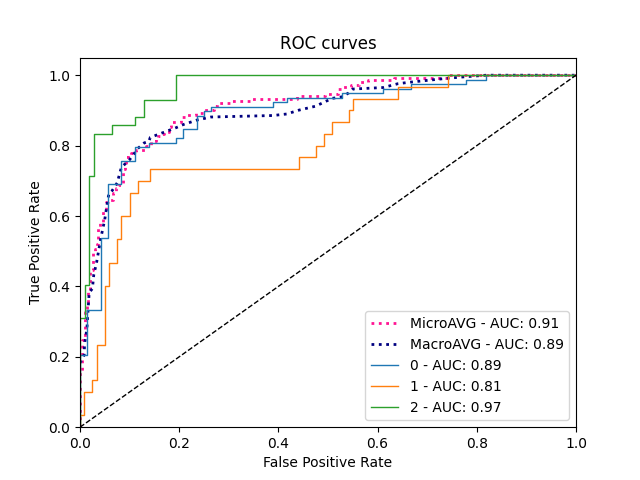 ROC curves
True Positive Rate
1.0
0.8
0.6
0.4
0.2
0.0
0.0 0.2 0.4 0.6 0.8 1.0
False Positive Rate
MicroAVG - AUC: 0.91
MacroAVG - AUC: 0.89
0 - AUC: 0.89
1 - AUC: 0.81
2 - AUC: 0.97